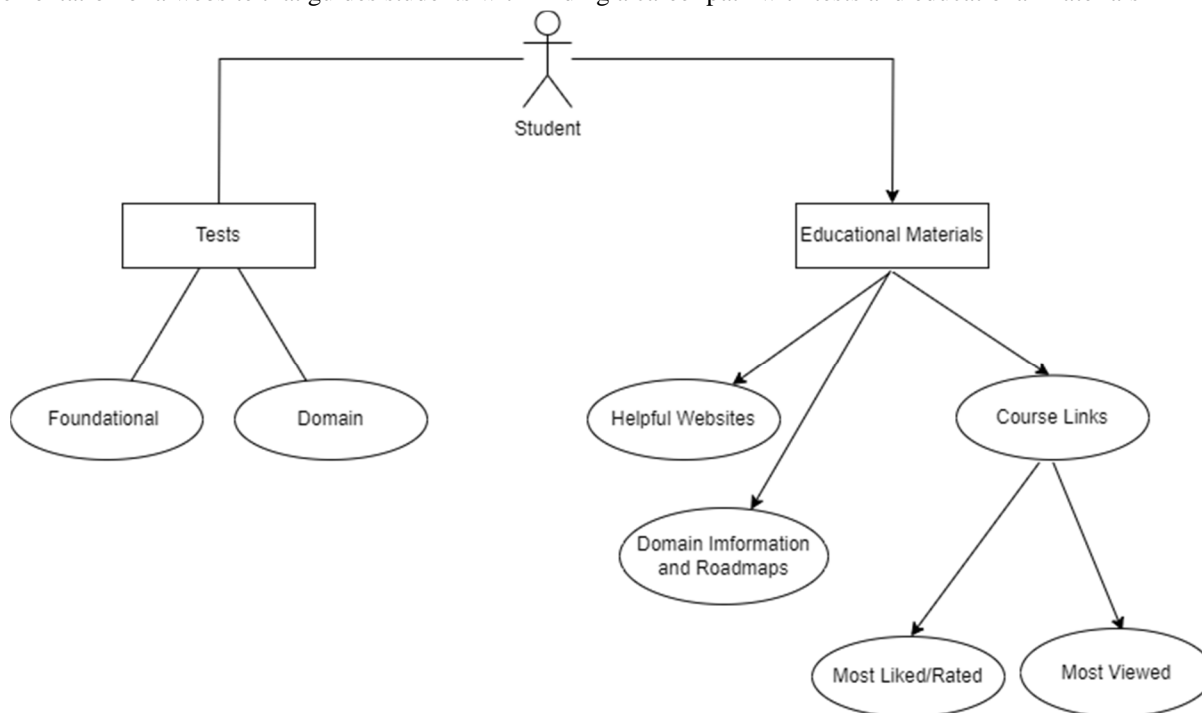 Student
Tests
Educational Materials
Foundational
Domain
Helpful Websites
Course Links
Domain Imformation
and Roadmaps
Most Liked/Rated
Most Viewed